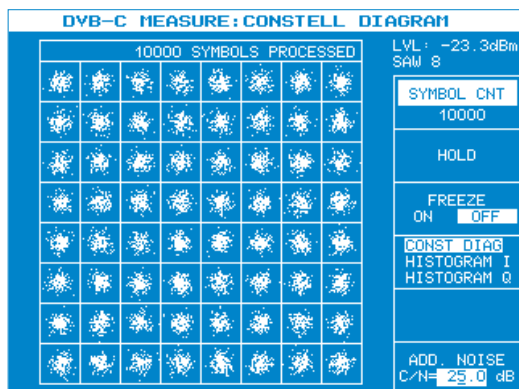 DVB-C MEASURE:CONSTELL DIAGRAM
10000 SYMBOLS PROCESSED
LVL: -23.3dBm
SAW 8
SYMBOL CNT
10000
HOLD
FREEZE
ON OFF
CONST DIAG
HISTOGRAM I
HISTOGRAM Q
ADD. NOISE
C/N= 25.0 dB